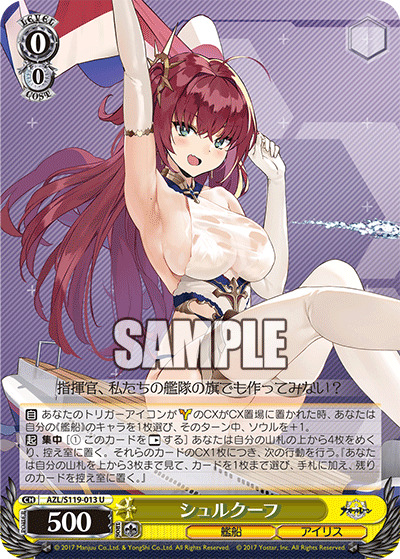 LEVEL
0
0
COST
SAMPLE
指揮官、私たちの艦隊の旗でも作ってみない？
自 あなたのトリガーアイコンが のCXがCX置場に置かれた時、あなたは
自分の《艦船》のキャラを1枚選び、そのターン中、ソウルを＋1。
起 集中 ［① このカードを する］ あなたは自分の山札の上から4枚をめく
り、控え室に置く。それらのカードのCX1枚につき、次の行動を行う。『あなた
は自分の山札を上から3枚まで見て、カードを1枚まで選び、手札に加え、残り
のカードを控え室に置く。』
CH AZL/S119-013 U
500
シュルクーフ
アズールレーン
艦船
アイリス
© 2017 Manjuu Co.,Ltd. & YongShi Co.,Ltd. All Rights Reserved. © 2017 Yostar, Inc. All Rights Reserved.